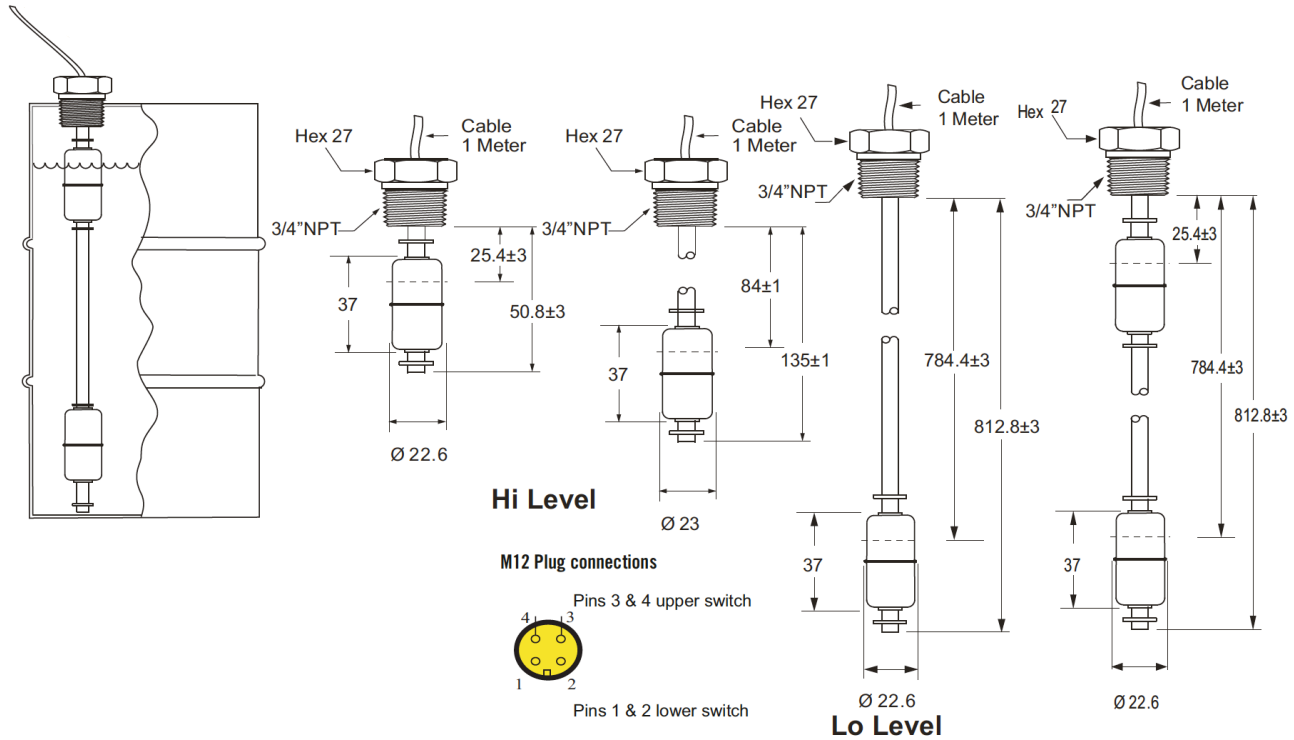 Hex 27
Cable
1 Meter
3/4”NPT
25.4±3
37
50.8±3
Ø 22.6
Hex 27
Cable
1 Meter
3/4”NPT
84±1
37
135±1
Ø 23
Hi Level
Hex 27
Cable
1 Meter
3/4”NPT
784.4±3
812.8±3
37
Ø 22.6
Lo Level
Hex 27
Cable
1 Meter
3/4”NPT
25.4±3
784.4±3
812.8±3
37
Ø 22.6
M12 Plug connections
Pins 3 & 4 upper switch
4 3
1 2
Pins 1 & 2 lower switch